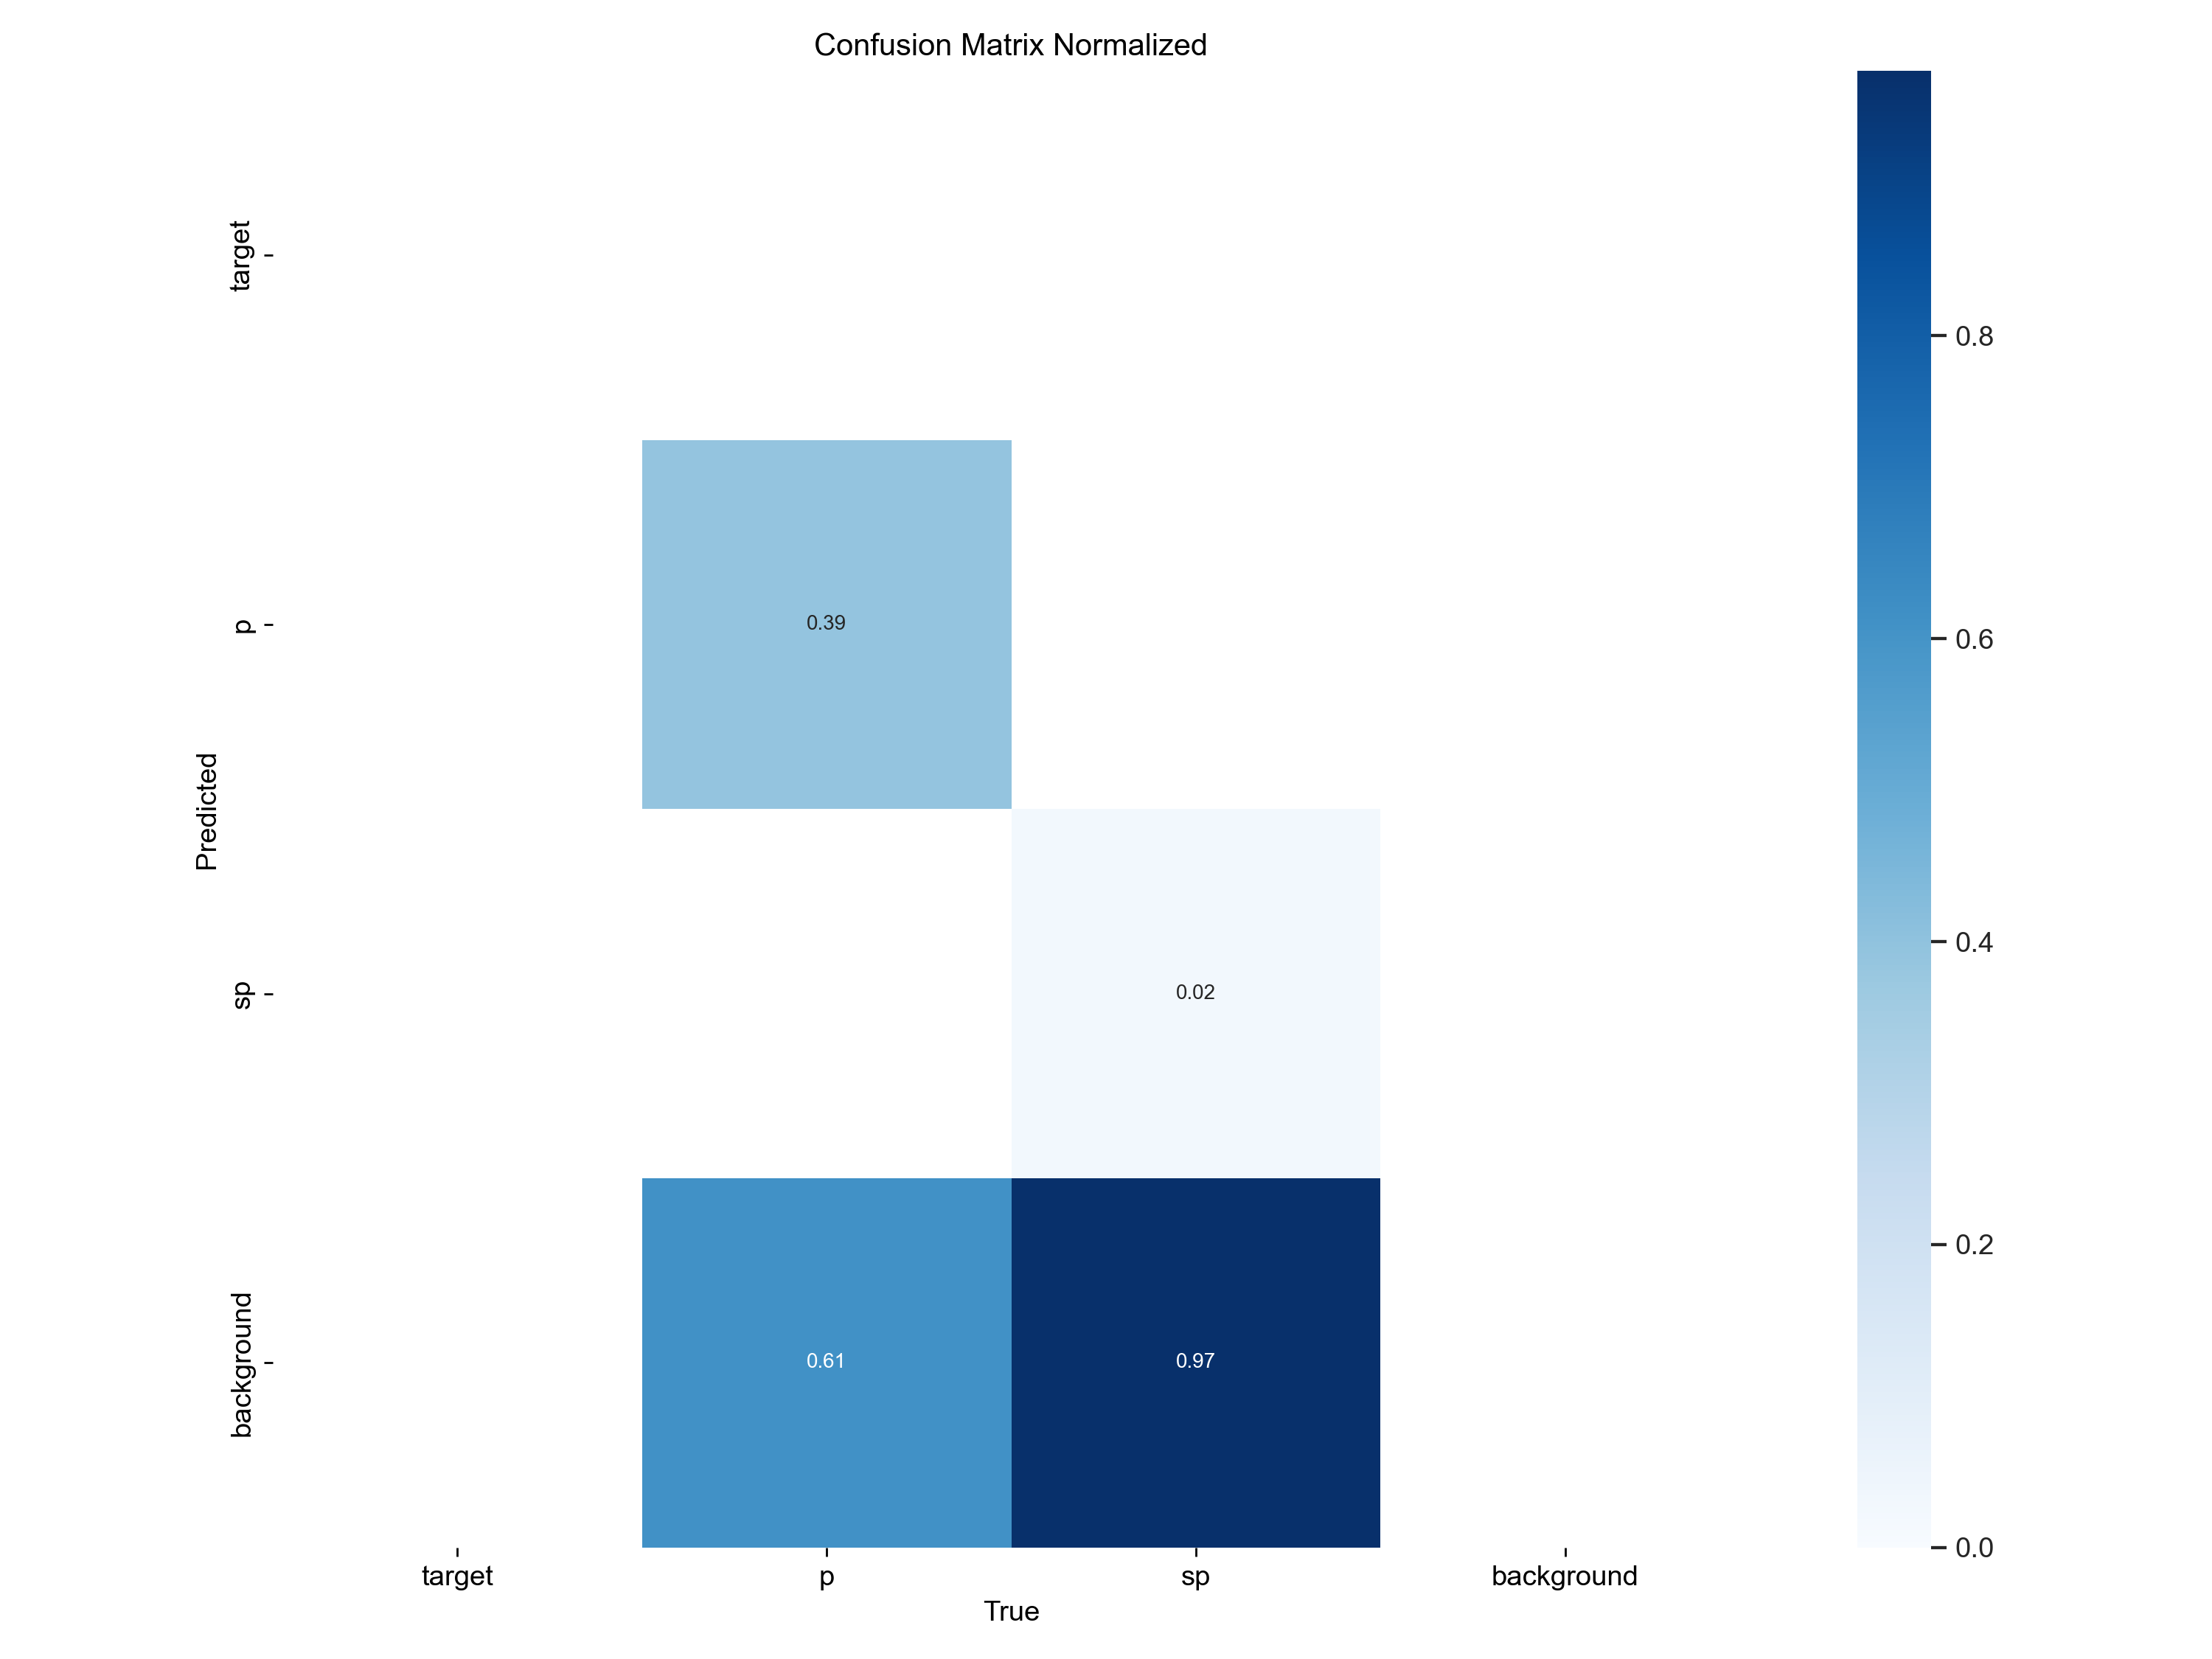 Confusion Matrix Normalized
target
p
sp
background
Predicted
0.39
0.02
0.61
0.97
target
p
sp
background
True
0.8
0.6
0.4
0.2
0.0